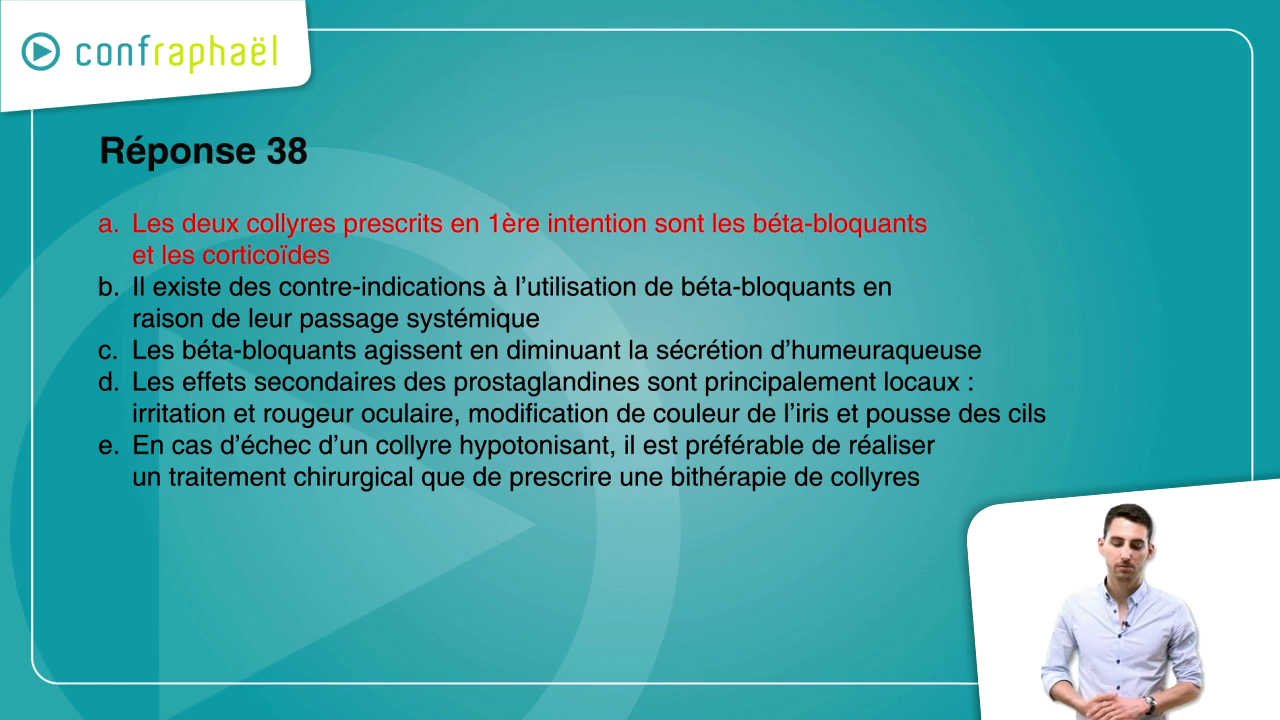 confraphaël
Réponse 38
a. Les deux collyres prescrits en 1ère intention sont les béta-bloquants
et les corticoïdes
b. Il existe des contre-indications à l’utilisation de béta-bloquants en
raison de leur passage systémique
c. Les béta-bloquants agissent en diminuant la sécrétion d’humeuraqueuse
d. Les effets secondaires des prostaglandines sont principalement locaux :
irritation et rougeur oculaire, modification de couleur de l’iris et pousse des cils
e. En cas d’échec d’un collyre hypotonisant, il est préférable de réaliser
un traitement chirurgical que de prescrire une bithérapie de collyres